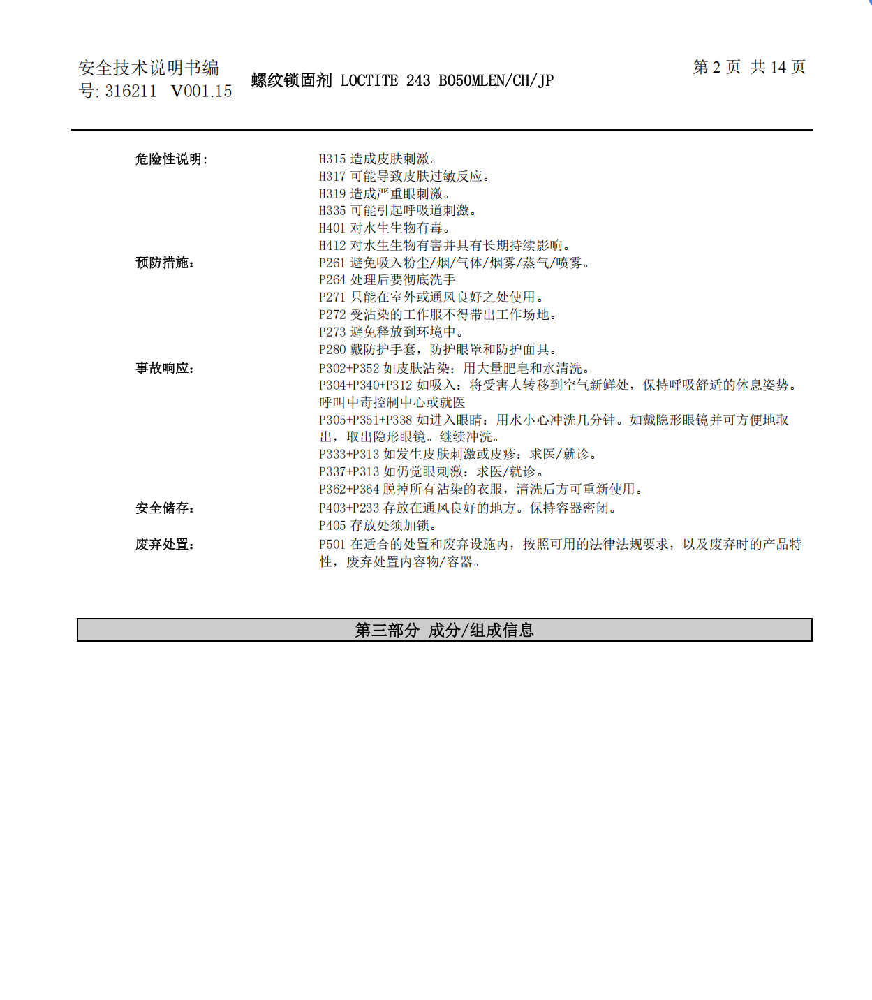 安全技术说明书编
号: 316211 V001.15
螺纹锁固剂 LOCTITE 243 BO50MLEN/CH/JP
第 2 页 共 14 页
危险性说明:
H315 造成皮肤刺激。
H317 可能导致皮肤过敏反应。
H319 造成严重眼刺激。
H335 可能引起呼吸道刺激。
H401 对水生生物有毒。
H412 对水生生物有害并具有长期持续影响。
预防措施:
P261 避免吸入粉尘/烟/气体/烟雾/蒸气/喷雾。
P264 处理后要彻底洗手
P271 只能在室外或通风良好之处使用。
P272 受沾染的工作服不得带出工作场地。
P273 避免释放到环境中。
P280 戴防护手套，防护眼罩和防护面具。
事故响应:
P302+P352 如皮肤沾染: 用大量肥皂和水清洗。
P304+P340+P312 如吸入: 将受害人转移到空气新鲜处，保持呼吸舒适的休息姿势。
呼叫中毒控制中心或就医
P305+P351+P338 如进入眼睛: 用水小心冲洗几分钟。如戴隐形眼镜并可方便地取
出，取出隐形眼镜。继续冲洗。
P333+P313 如发生皮肤刺激或皮疹: 求医/就诊。
P337+P313 如仍觉眼刺激: 求医/就诊。
P362+P364 脱掉所有沾染的衣服，清洗后方可重新使用。
安全储存:
P403+P233 存放在通风良好的地方。保持容器密闭。
P405 存放处须加锁。
废弃处置:
P501 在适合的处置和废弃设施内，按照可用的法律法规要求，以及废弃时的产品特
性，废弃处置内容物/容器。
第三部分 成分/组成信息